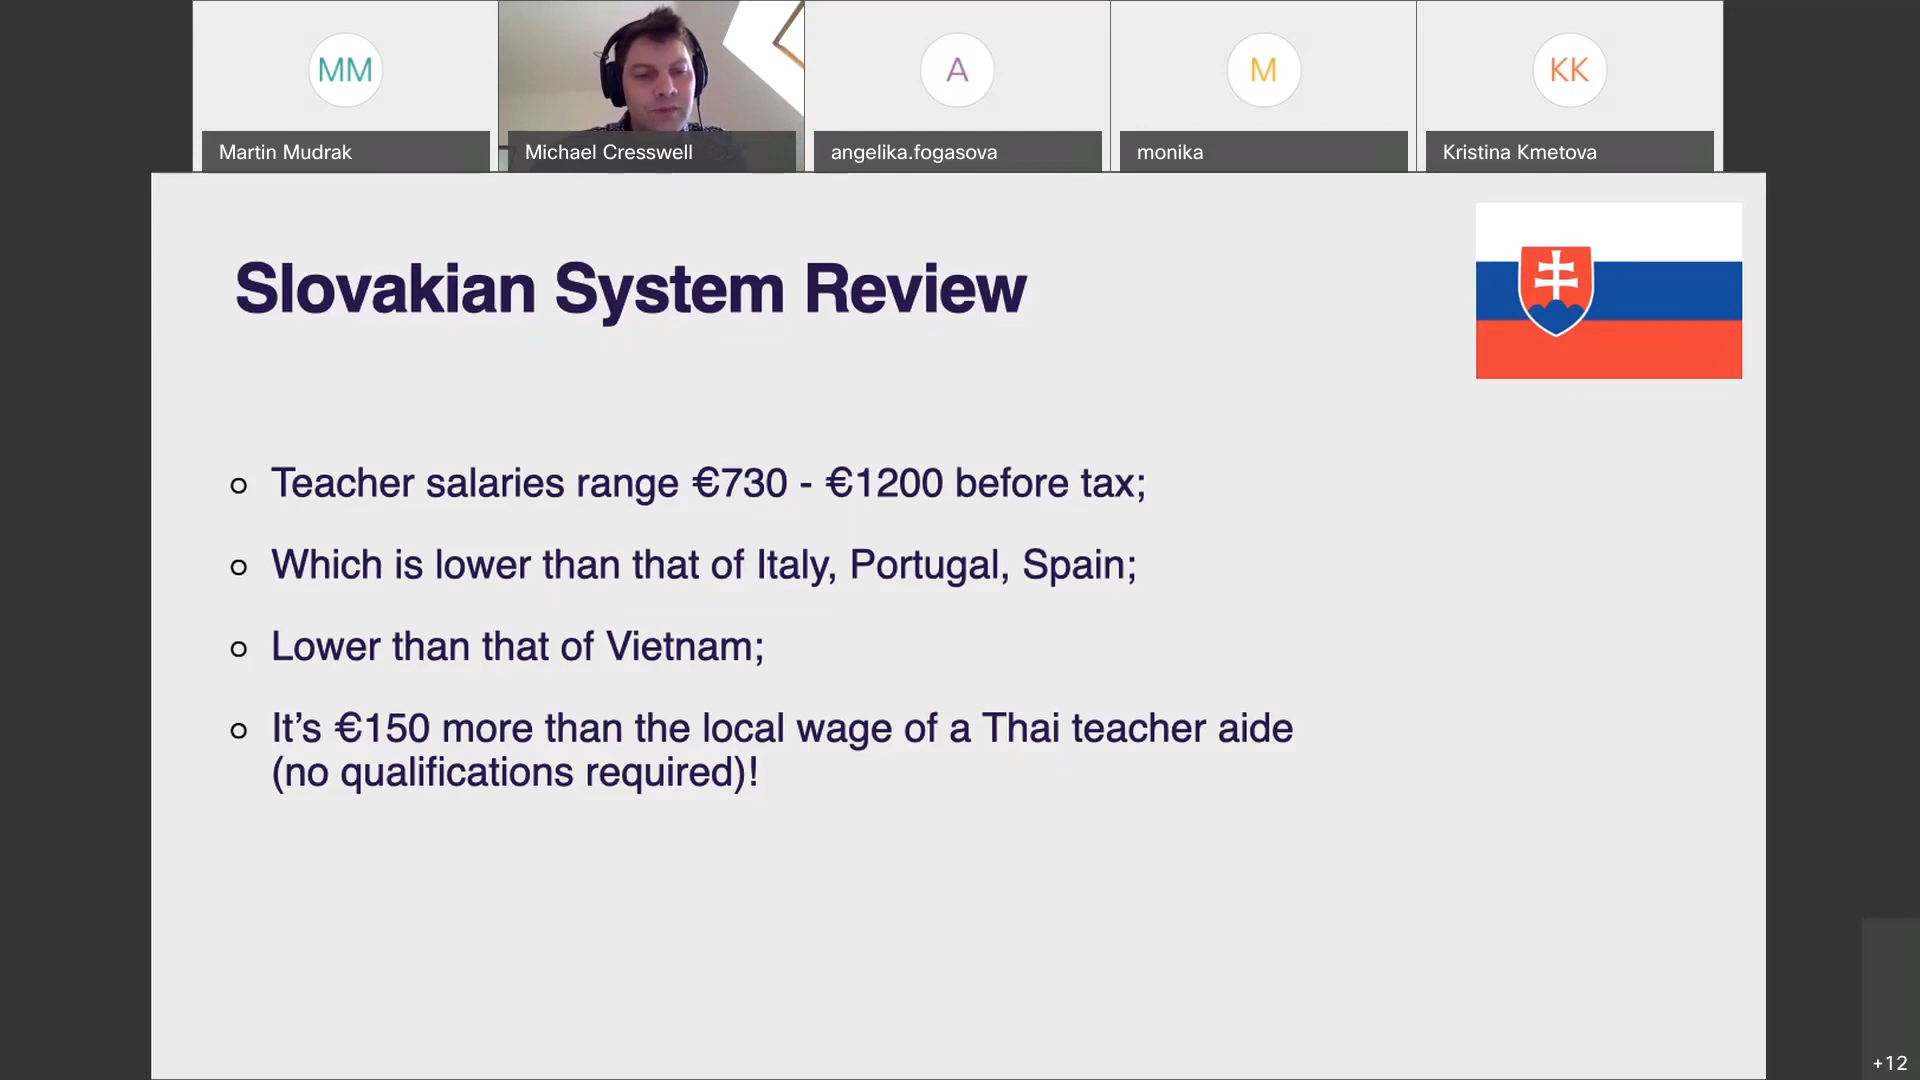 MM
A
M
KK
Martin Mudrak
Michael Cresswell
angelika.fogasova
monika
Kristina Kmetova
Slovakian System Review
Teacher salaries range €730 - €1200 before tax;
Which is lower than that of Italy, Portugal, Spain;
Lower than that of Vietnam;
It’s €150 more than the local wage of a Thai teacher aide
(no qualifications required)!
+12